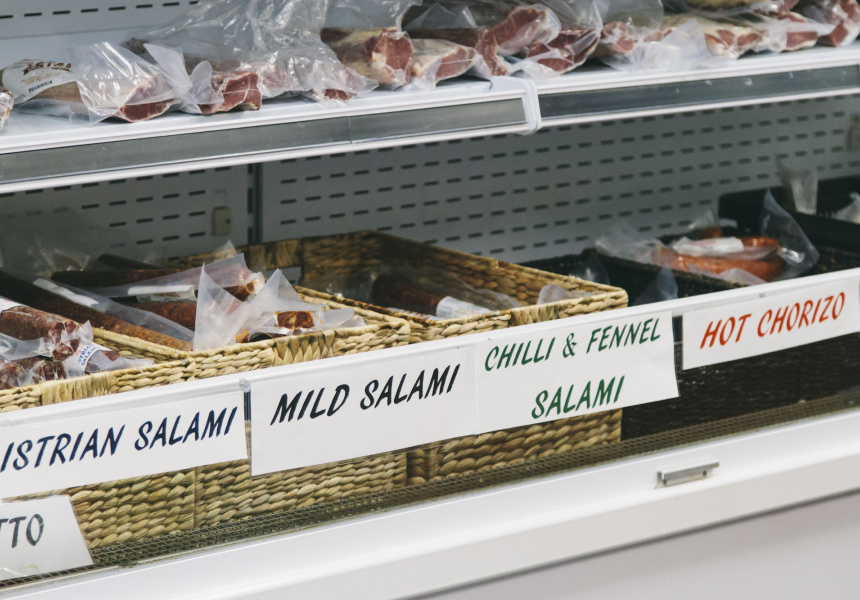 ISTRIAN SALAMI
MILD SALAMI
CHILLI & FENNEL
SALAMI
HOT CHORIZO
TTO